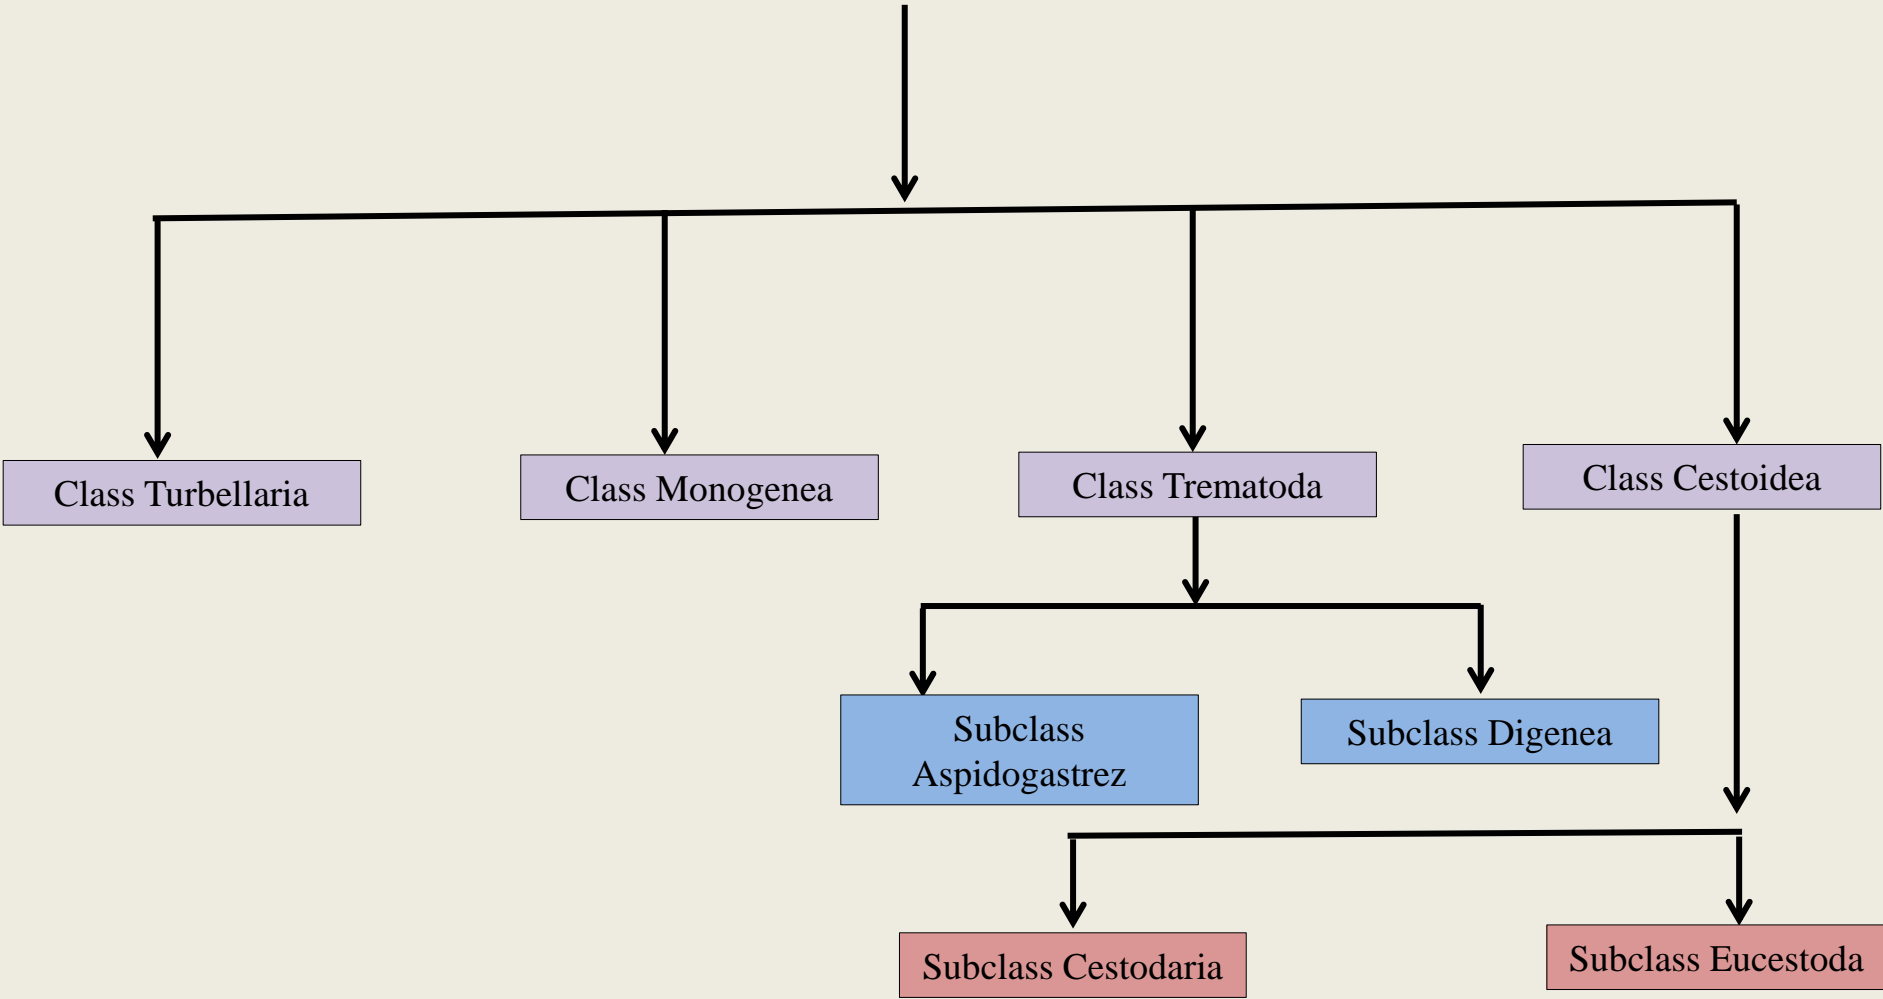 Class Turbellaria
Class Monogenea
Class Trematoda
Class Cestoidea
Subclass
Aspidogastrez
Subclass Digenea
Subclass Cestodaria
Subclass Eucestoda